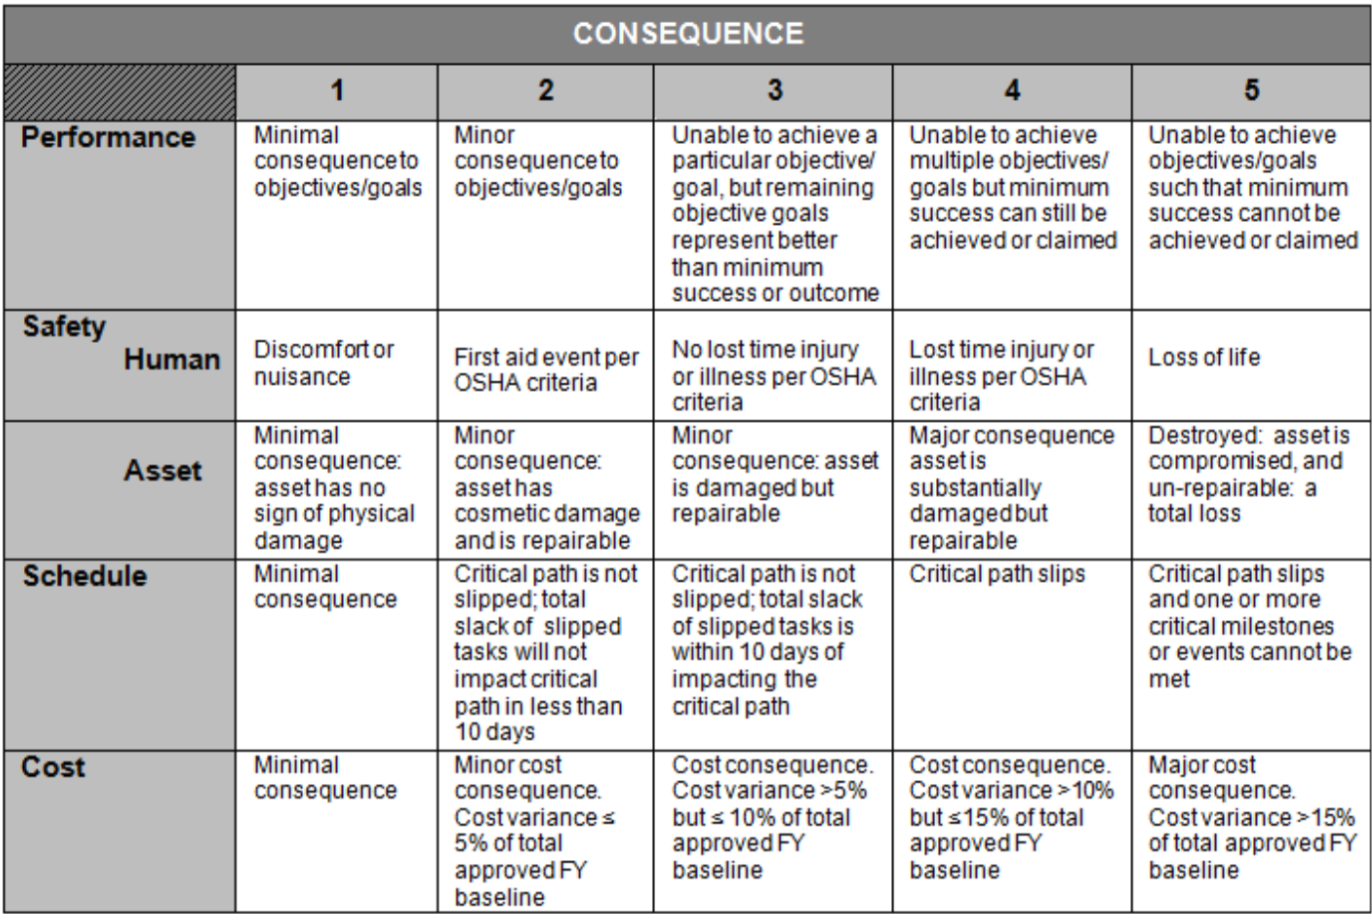 CONSEQUENCE
1
2
3
4
5
Performance
Minimal
consequence to
objectives/goals
Minor
consequence to
objectives/goals
Unable to achieve a
particular objective/
goal, but remaining
objective goals
represent better
than minimum
success or outcome
Unable to achieve
multiple objectives/
goals but minimum
success can still be
achieved or claimed
Unable to achieve
objectives/goals
such that minimum
success cannot be
achieved or claimed
Safety
Human
Discomfort or
nuisance
First aid event per
OSHA criteria
No lost time injury
or illness per OSHA
criteria
Lost time injury or
illness per OSHA
criteria
Loss of life
Asset
Minimal
consequence:
asset has no
sign of physical
damage
Minor
consequence:
asset has
cosmetic damage
and is repairable
Minor
consequence: asset
is damaged but
repairable
Major consequence
asset is
substantially
damaged but
repairable
Destroyed: asset is
compromised, and
un-repairable: a
total loss
Schedule
Minimal
consequence
Critical path is not
slipped; total
slack of slipped
tasks will not
impact critical
path in less than
10 days
Critical path is not
slipped; total slack
of slipped tasks is
within 10 days of
impacting the
critical path
Critical path slips
Critical path slips
and one or more
critical milestones
or events cannot be
met
Cost
Minimal
consequence
Minor cost
consequence.
Cost variance ≤
5% of total
approved FY
baseline
Cost consequence.
Cost variance >5%
but ≤ 10% of total
approved FY
baseline
Cost consequence.
Cost variance >10%
but ≤15% of total
approved FY
baseline
Major cost
consequence.
Cost variance >15%
of total approved FY
baseline